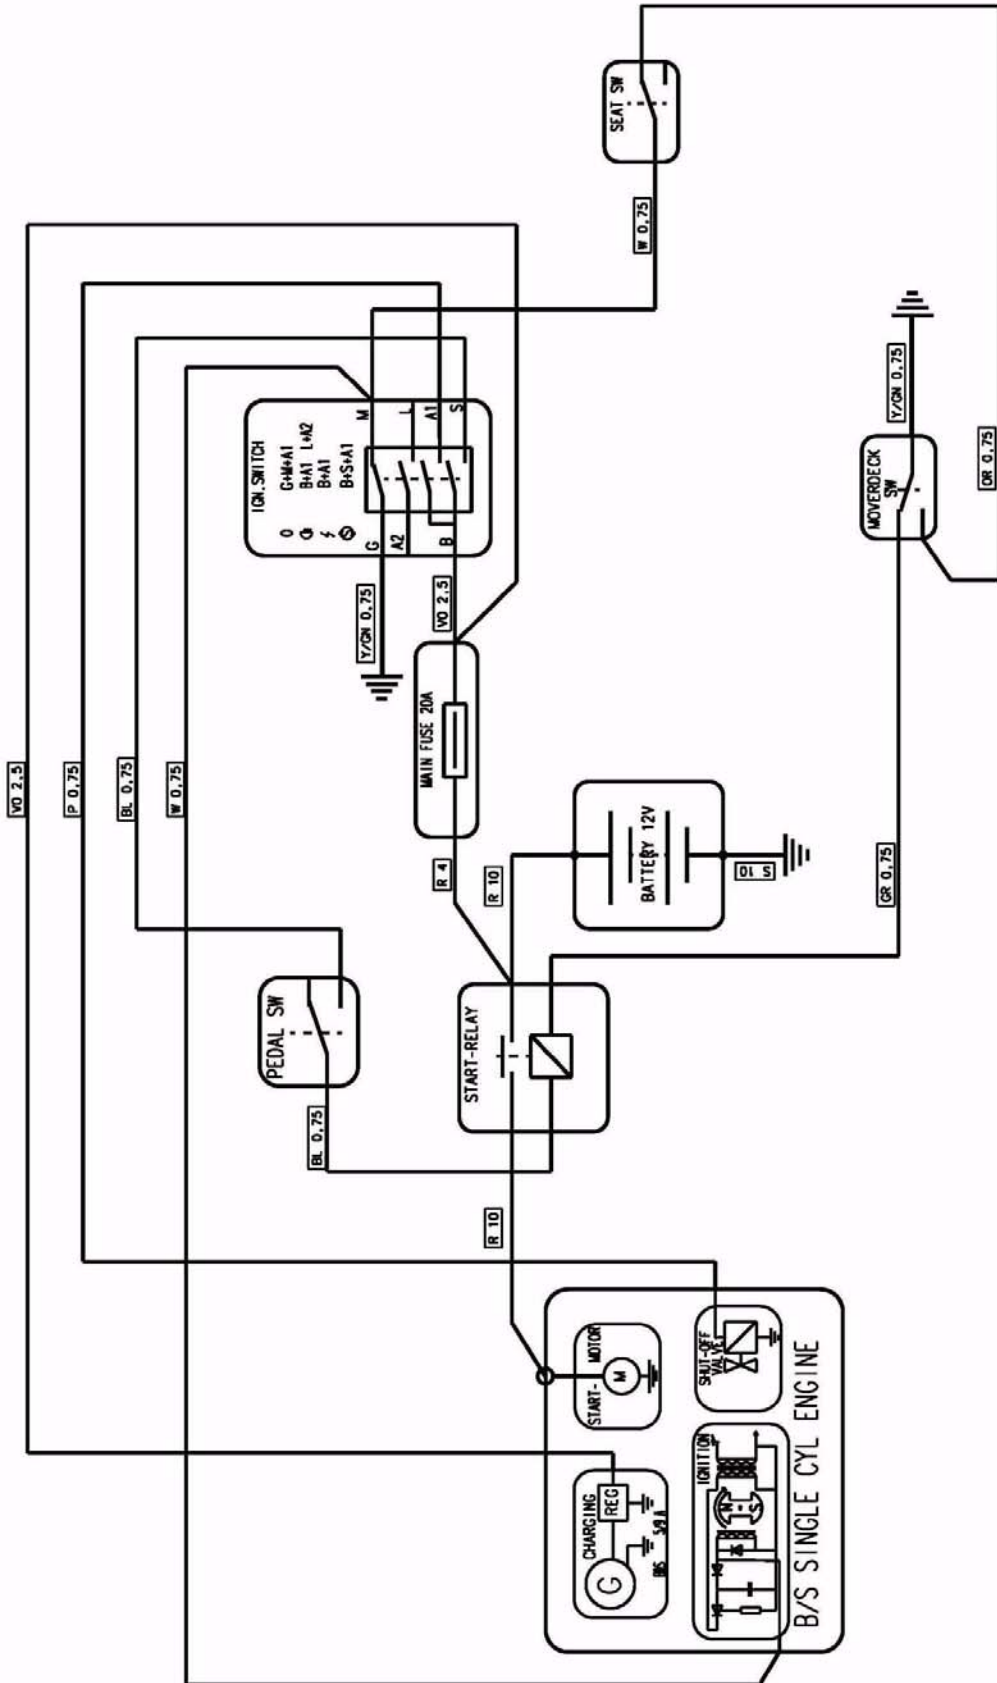 SEAT SW
W 0,75
IGN.SWITCH
O G+M+A1
B+A1 L+A2
B+A1
S B+S+A1
M
L
A1
S
G
A2
B
Y/GN 0,75
VO 2,5
Y/GN 0,75
MOVERDECK
SW
OR 0,75
MAIN FUSE 20A
VO 2,5
P 0,75
BL 0,75
W 0,75
R 4
R 10
BATTERY 12V
S 10
GR 0,75
PEDAL SW
START-RELAY
BL 0,75
R 10
START-
MOTOR
M
SHUT-OFF
VALVE
CHARGING
REG
G
5/9 A
IGNITION
N
S
B/S SINGLE CYL ENGINE